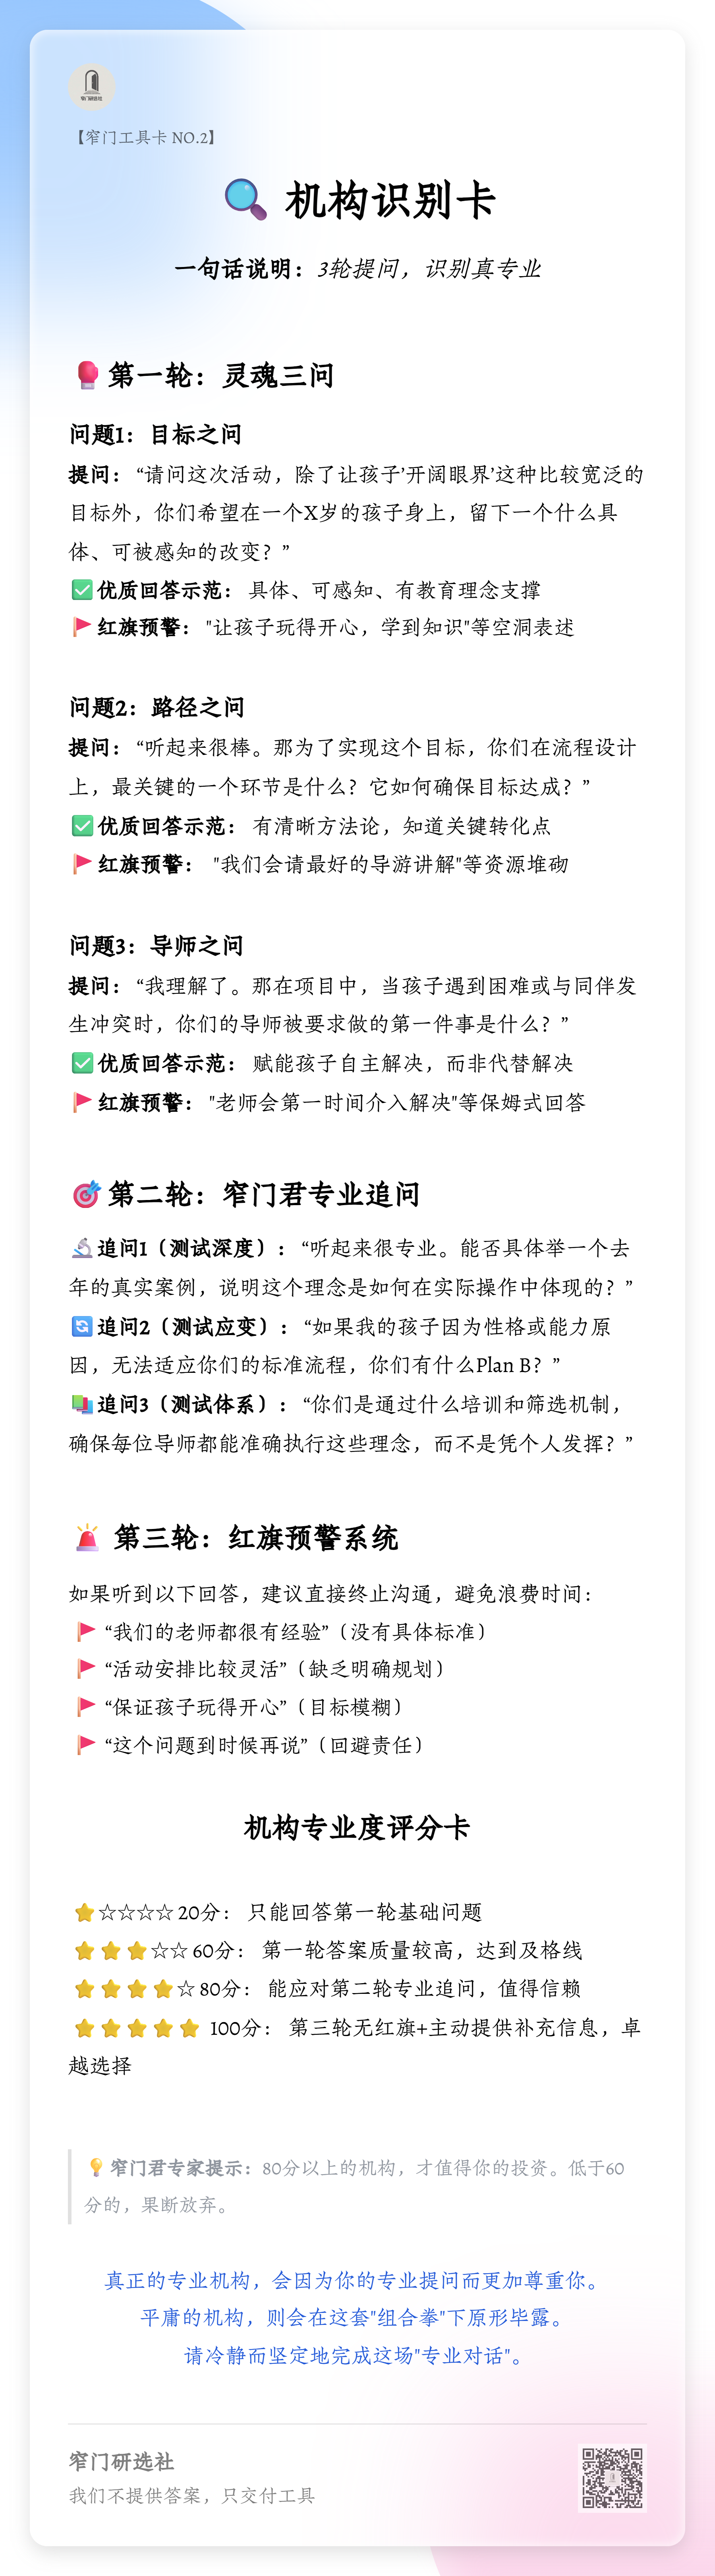 窄门研选社
【窄门工具卡 NO.2】
🔍 机构识别卡
一句话说明：3轮提问，识别真专业
🥊第一轮：灵魂三问
问题1：目标之问
提问：“请问这次活动，除了让孩子'开阔眼界'这种比较宽泛的
目标外，你们希望在一个X岁的孩子身上，留下一个什么具
体、可被感知的改变？”
✅优质回答示范： 具体、可感知、有教育理念支撑
🚩红旗预警： "让孩子玩得开心，学到知识"等空洞表述
问题2：路径之问
提问：“听起来很棒。那为了实现这个目标，你们在流程设计
上，最关键的一个环节是什么？它如何确保目标达成？”
✅优质回答示范： 有清晰方法论，知道关键转化点
🚩红旗预警： "我们会请最好的导游讲解"等资源堆砌
问题3：导师之问
提问：“我理解了。那在项目中，当孩子遇到困难或与同伴发
生冲突时，你们的导师被要求做的第一件事是什么？”
✅优质回答示范： 赋能孩子自主解决，而非代替解决
🚩红旗预警： "老师会第一时间介入解决"等保姆式回答
🎯第二轮：窄门君专业追问
🔬追问1（测试深度）：“听起来很专业。能否具体举一个去
年的真实案例，说明这个理念是如何在实际操作中体现的？”
🔄追问2（测试应变）：“如果我的孩子因为性格或能力原
因，无法适应你们的标准流程，你们有什么Plan B？”
📚追问3（测试体系）：“你们是通过什么培训和筛选机制，
确保每位导师都能准确执行这些理念，而不是凭个人发挥？”
🚨 第三轮：红旗预警系统
如果听到以下回答，建议直接终止沟通，避免浪费时间：
🚩 “我们的老师都很有经验”（没有具体标准）
🚩 “活动安排比较灵活”（缺乏明确规划）
🚩 “保证孩子玩得开心”（目标模糊）
🚩 “这个问题到时候再说”（回避责任）
机构专业度评分卡
⭐☆☆☆☆ 20分： 只能回答第一轮基础问题
⭐⭐⭐☆☆ 60分： 第一轮答案质量较高，达到及格线
⭐⭐⭐⭐☆ 80分： 能应对第二轮专业追问，值得信赖
⭐⭐⭐⭐⭐ 100分： 第三轮无红旗+主动提供补充信息，卓
越选择
💡窄门君专家提示：80分以上的机构，才值得你的投资。低于60
分的，果断放弃。
真正的专业机构，会因为你的专业提问而更加尊重你。
平庸的机构，则会在这套"组合拳"下原形毕露。
请冷静而坚定地完成这场"专业对话"。
窄门研选社
我们不提供答案，只交付工具